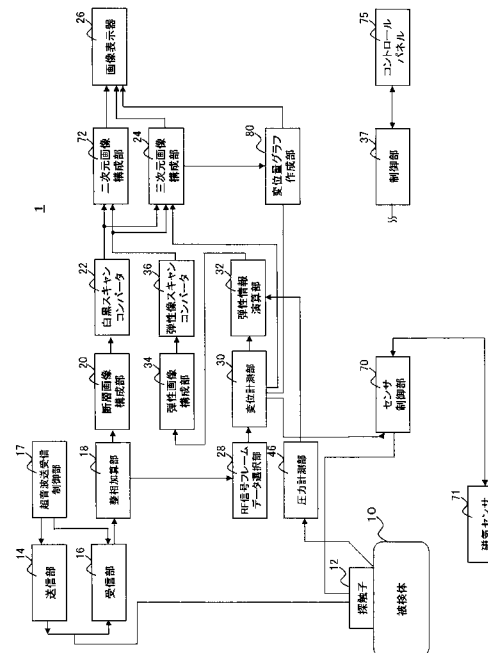 1
17
超音波送受信
制御部
14
送信部
16
受信部
18
整相加算部
20
断層画像
構成部
22
白黒スキャン
コンバータ
72
二次元画像
構成部
26
画像表示器
24
三次元画像
構成部
34
弾性画像
構成部
36
弾性像スキャン
コンバータ
28
RF信号フレーム
データ選択部
30
変位計測部
32
弾性情報
演算部
80
変位量グラフ
作成部
46
圧力計測部
12
探触子
10
被検体
70
センサ
制御部
71
磁気センサ
37
制御部
75
コントロール
パネル